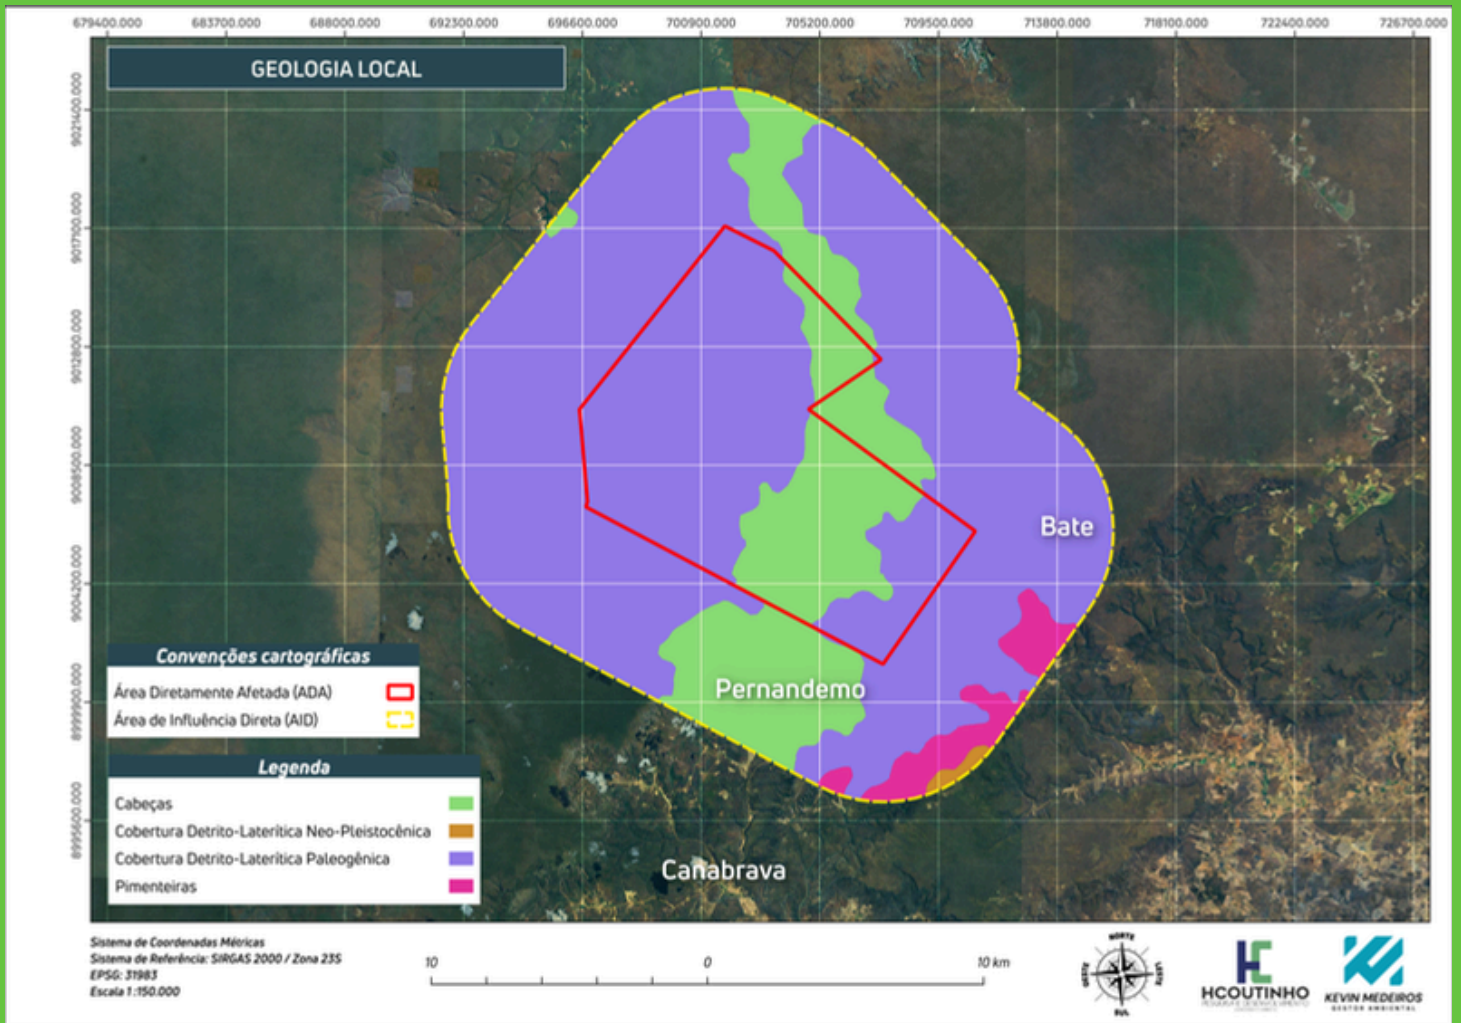 679400.000 683700.000 688000.000 692300.000 696600.000 700900.000 705200.000 709500.000 713800.000 718100.000 722400.000 726700.000
GEOLOGIA LOCAL
9021400.000
9017100.000
9012800.000
9008500.000
9004200.000
8999900.000
8995600.000
Bate
Pernandemo
Canabrava
Convenções cartográficas
Área Diretamente Afetada (ADA)
Área de Influência Direta (AID)
Legenda
Cabeças
Cobertura Detrito-Laterítica Neo-Pleistocênica
Cobertura Detrito-Laterítica Paleogênica
Pimenteiras
Sistema de Coordenadas Métricas
Sistema de Referência: SIRGAS 2000 / Zona 23S
EPSG: 31983
Escala 1:150.000
10 0 10 km
NORTE
OESTE
LESTE
SUL
HCOUTINHO
KEVIN MEDEIROS
GESTOR AMBIENTAL